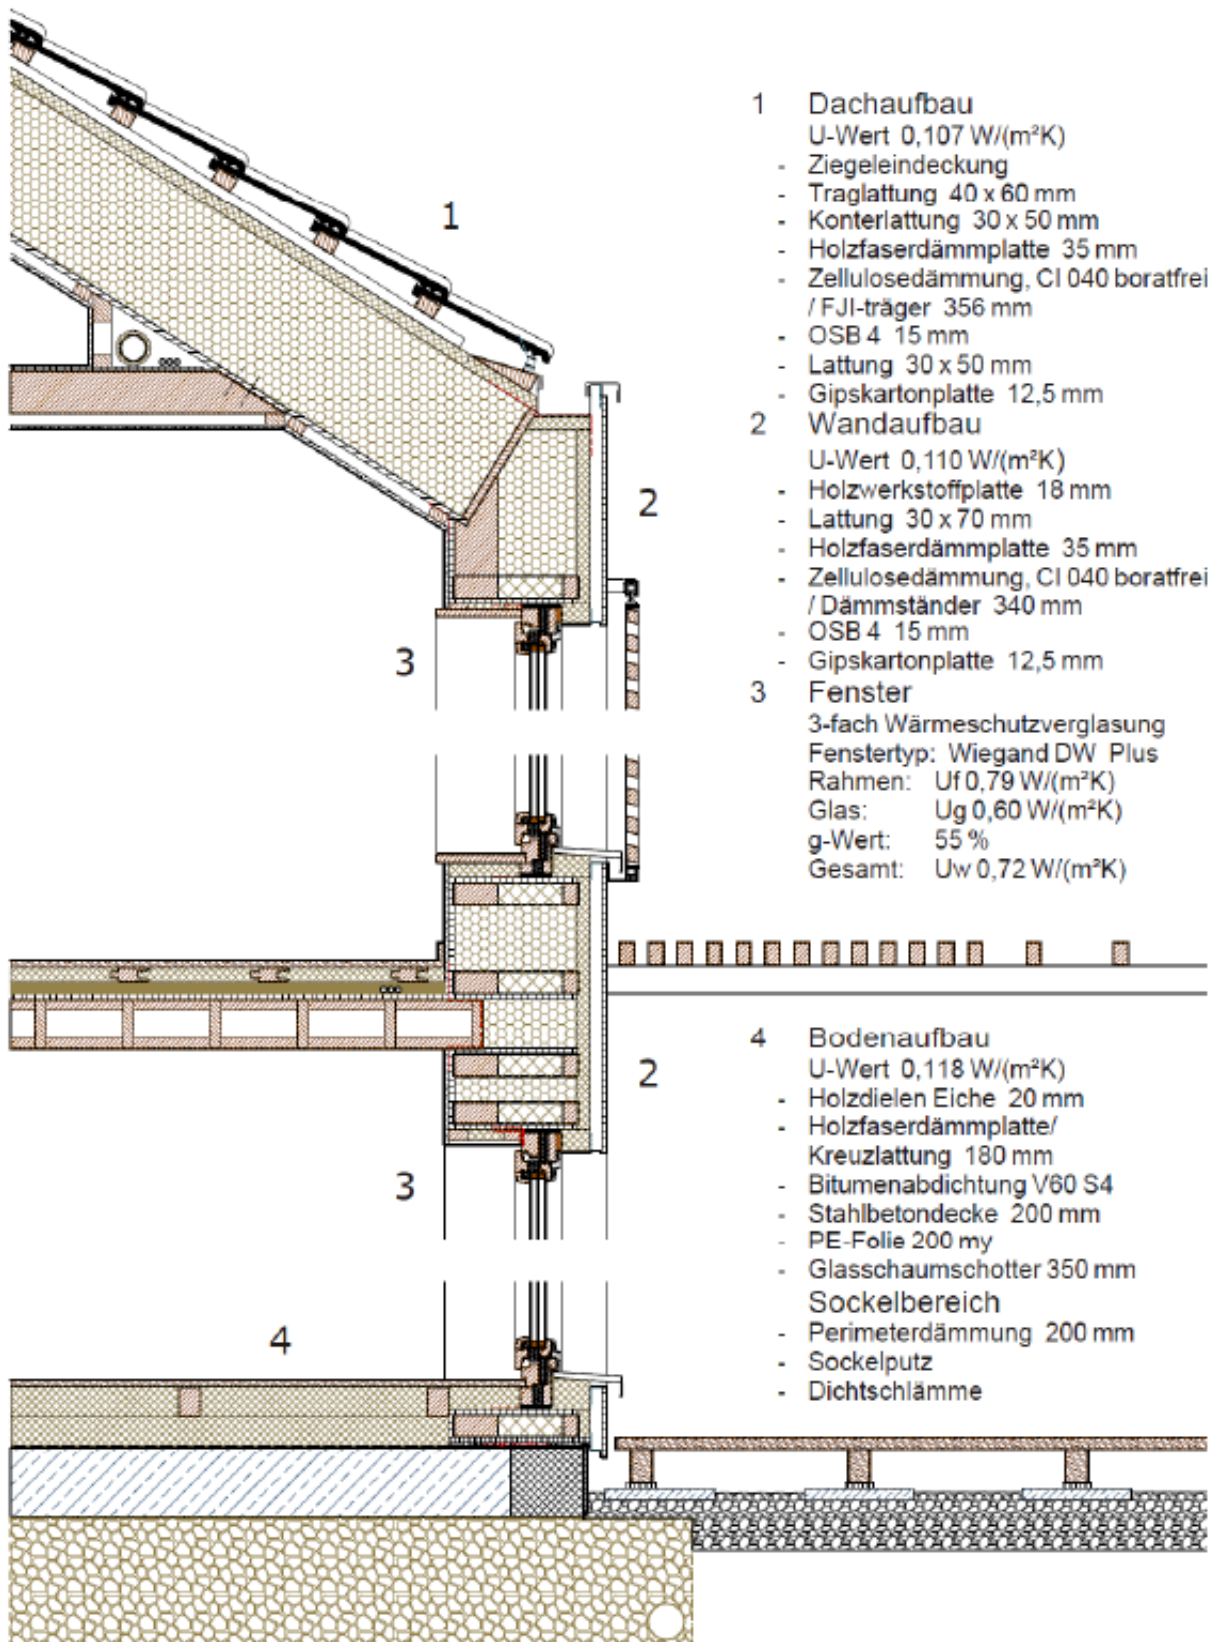 1 Dachaufbau
U-Wert 0,107 W/(m²K)
- Ziegeleindeckung
- Traglattung 40 x 60 mm
- Konterlattung 30 x 50 mm
- Holzfaserdämmplatte 35 mm
- Zellulosedämmung, CI 040 boratfrei
/ FJI-träger 356 mm
- OSB 4 15 mm
- Lattung 30 x 50 mm
- Gipskartonplatte 12,5 mm
2 Wandaufbau
U-Wert 0,110 W/(m²K)
- Holzwerkstoffplatte 18 mm
- Lattung 30 x 70 mm
- Holzfaserdämmplatte 35 mm
- Zellulosedämmung, CI 040 boratfrei
/ Dämmständer 340 mm
- OSB 4 15 mm
- Gipskartonplatte 12,5 mm
3 Fenster
3-fach Wärmeschutzverglasung
Fenstertyp: Wiegand DW Plus
Rahmen: Uf 0,79 W/(m²K)
Glas: Ug 0,60 W/(m²K)
g-Wert: 55 %
Gesamt: Uw 0,72 W/(m²K)
4 Bodenaufbau
U-Wert 0,118 W/(m²K)
- Holzdielen Eiche 20 mm
- Holzfaserdämmplatte/
Kreuzlattung 180 mm
- Bitumenabdichtung V60 S4
- Stahlbetondecke 200 mm
- PE-Folie 200 my
- Glasschaumschotter 350 mm
Sockelbereich
- Perimeterdämmung 200 mm
- Sockelputz
- Dichtschlämme
1
2
3
2
3
4